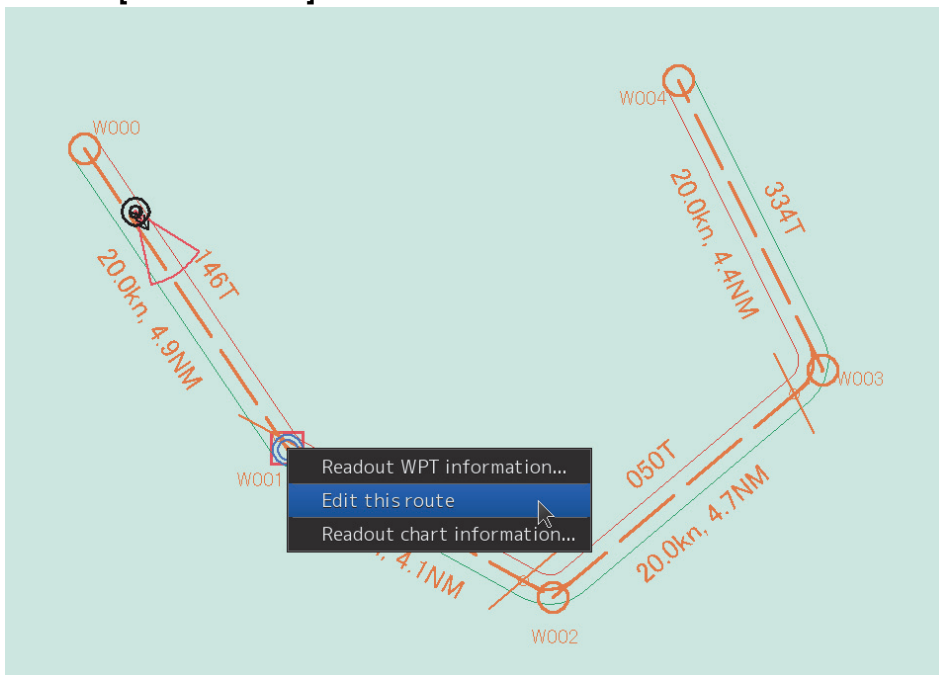 W000
W004
146T
20.0kn, 4.9NM
20.0kn, 4.4NM
334T
W003
W001
Readout WPT information...
Edit this route
Readout chart information...
050T
20.0kn, 4.7NM
4.1NM
W002